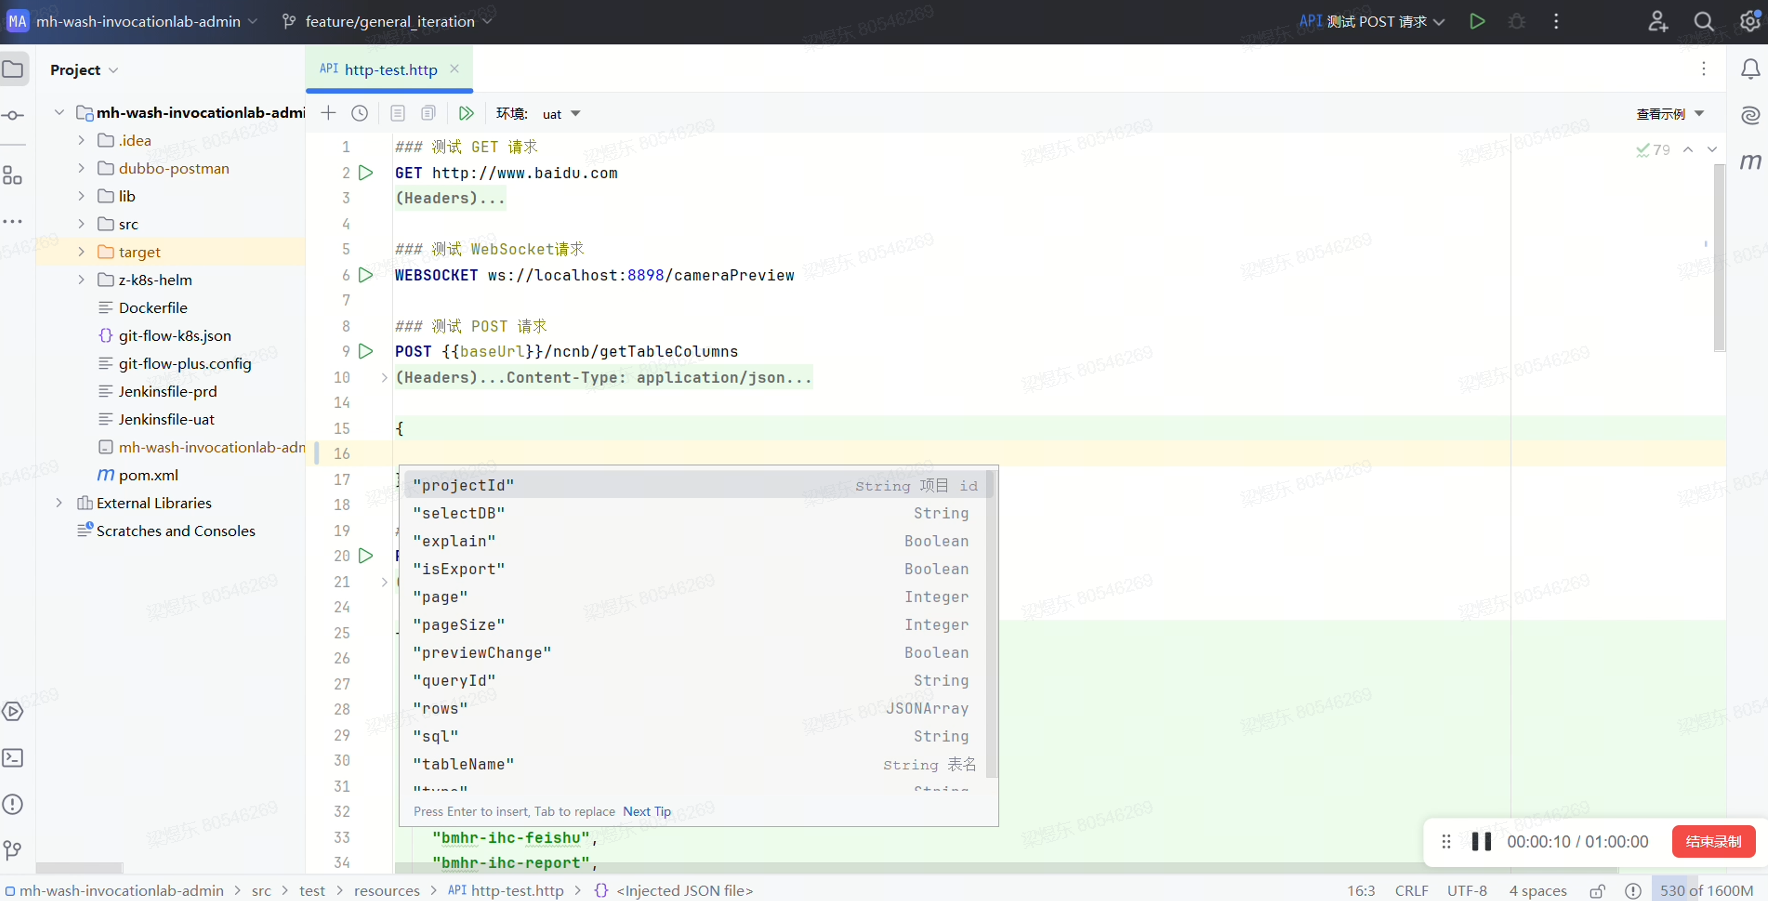 MA mh-wash-invocationlab-admin feature/general_iteration API 测试 POST 请求
Project
API http-test.http
mh-wash-invocationlab-admi
.idea
dubbo-postman
lib
src
target
z-k8s-helm
Dockerfile
git-flow-k8s.json
git-flow-plus.config
Jenkinsfile-prd
Jenkinsfile-uat
mh-wash-invocationlab-adn
m pom.xml
External Libraries
Scratches and Consoles
环境: uat 查看示例
79
1 ### 测试 GET 请求
2 GET http://www.baidu.com
3 (Headers)...
4
5 ### 测试 WebSocket请求
6 WEBSOCKET ws://localhost:8898/cameraPreview
7
8 ### 测试 POST 请求
9 POST {{baseUrl}}/ncnb/getTableColumns
10 (Headers)...Content-Type: application/json...
14
15 {
16
17
18
19
20
21
24
25
26
27
28
29
30
31
32
33 "bmhr-ihc-feishu",
34 "bmhr-ihc-report",
"projectId" String 项目 id
"selectDB" String
"explain" Boolean
"isExport" Boolean
"page" Integer
"pageSize" Integer
"previewChange" Boolean
"queryId" String
"rows" JSONArray
"sql" String
"tableName" String 表名
"type" String
Press Enter to insert, Tab to replace Next Tip
00:00:10 / 01:00:00 结束录制
mh-wash-invocationlab-admin > src > test > resources > API http-test.http > {} <Injected JSON file>
16:3 CRLF UTF-8 4 spaces 530 of 1600M
梁煜东 80546269